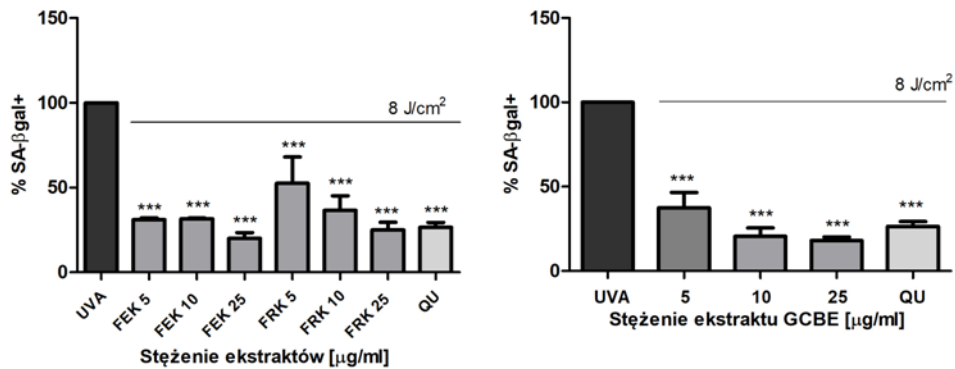 150
100
50
0
% SA-βgal+
8 J/cm²
***
***
***
***
***
***
***
UVA
FEK 5
FEK 10
FEK 25
FRK 5
FRK 10
FRK 25
QU
Stężenie ekstraktów [µg/ml]
150
100
50
0
% SA-βgal+
8 J/cm²
***
***
***
***
UVA
5
10
25
QU
Stężenie ekstraktu GCBE [µg/ml]